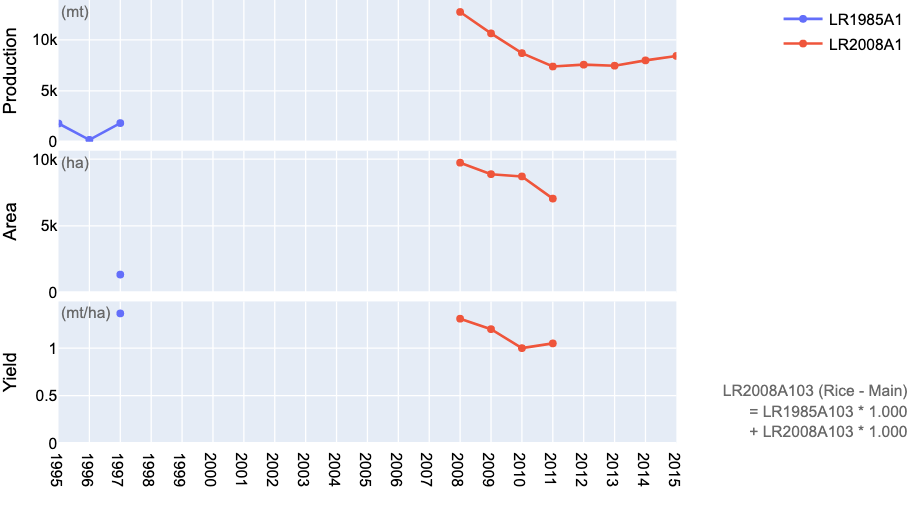 (mt)
Production
10k
5k
0
LR1985A1
LR2008A1
(ha)
Area
10k
5k
0
(mt/ha)
Yield
1
0.5
0
1995
1996
1997
1998
1999
2000
2001
2002
2003
2004
2005
2006
2007
2008
2009
2010
2011
2012
2013
2014
2015
LR2008A103 (Rice - Main)
= LR1985A103 * 1.000
+ LR2008A103 * 1.000